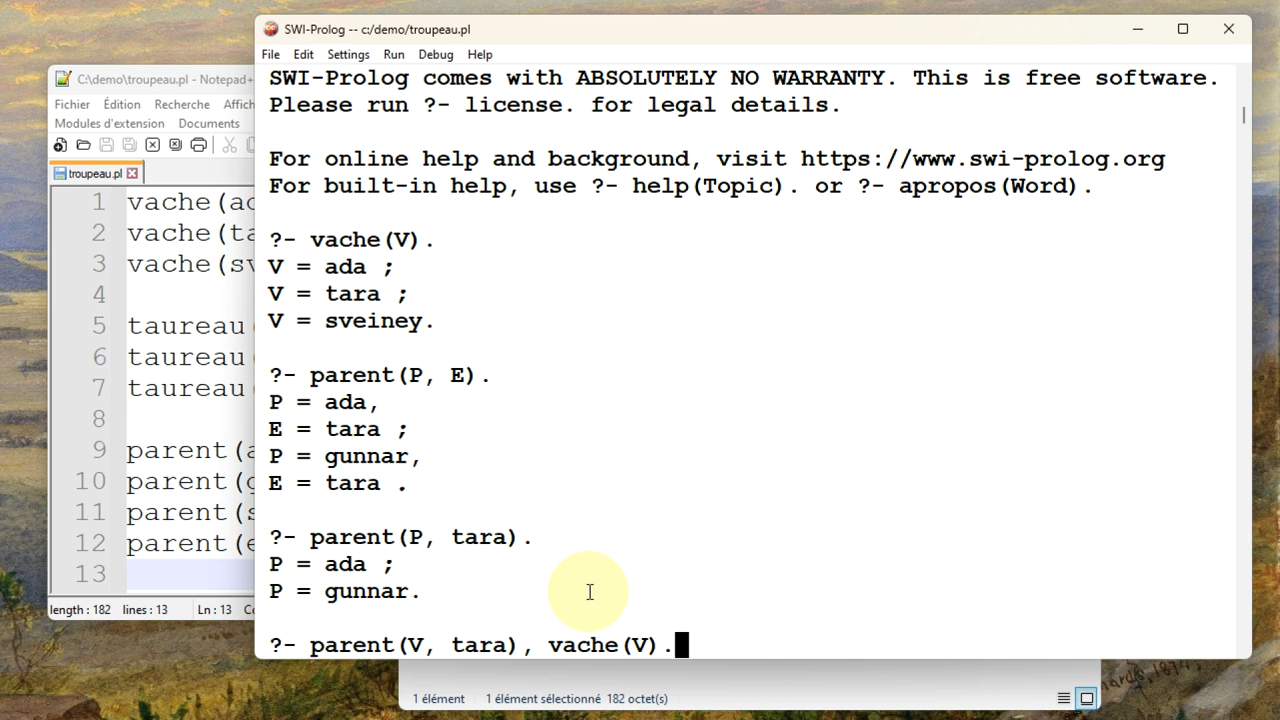 SWI-Prolog -- c:/demo/troupeau.pl
File Edit Settings Run Debug Help
SWI-Prolog comes with ABSOLUTELY NO WARRANTY. This is free software.
Please run ?- license. for legal details.
For online help and background, visit https://www.swi-prolog.org
For built-in help, use ?- help(Topic). or ?- apropos(Word).
?- vache(V).
V = ada ;
V = tara ;
V = sveiney.
?- parent(P, E).
P = ada,
E = tara ;
P = gunnar,
E = tara .
?- parent(P, tara).
P = ada ;
P = gunnar.
?- parent(V, tara), vache(V).
C:\demo\troupeau.pl - Notepad+
Fichier Édition Recherche Affich
Modules d'extension Documents
troupeau.pl
1 vache(ad
2 vache(ta
3 vache(sv
4
5 taureau
6 taureau
7 taureau
8
9 parent(a
10 parent(g
11 parent(s
12 parent(e
13
length : 182 lines : 13 Ln : 13
1 élément 1 élément sélectionné 182 octet(s)